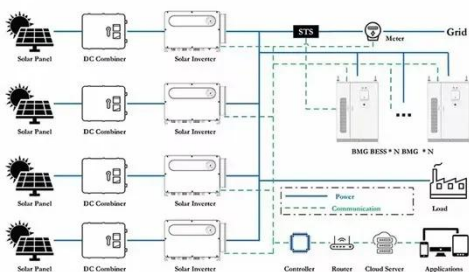 STS
Meter
Grid
Solar Panel DC Combiner Solar Inverter
Solar Panel DC Combiner Solar Inverter
BMG BESS * N BMG * N
Solar Panel DC Combiner Solar Inverter
Power
Communication
Load
Solar Panel DC Combiner Solar Inverter
Controller Router Cloud Server Applications